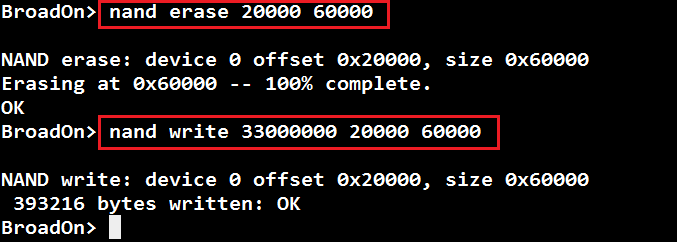 BroadOn> nand erase 20000 60000
NAND erase: device 0 offset 0x20000, size 0x60000
Erasing at 0x60000 -- 100% complete.
OK
BroadOn> nand write 33000000 20000 60000
NAND write: device 0 offset 0x20000, size 0x60000
 393216 bytes written: OK
BroadOn>